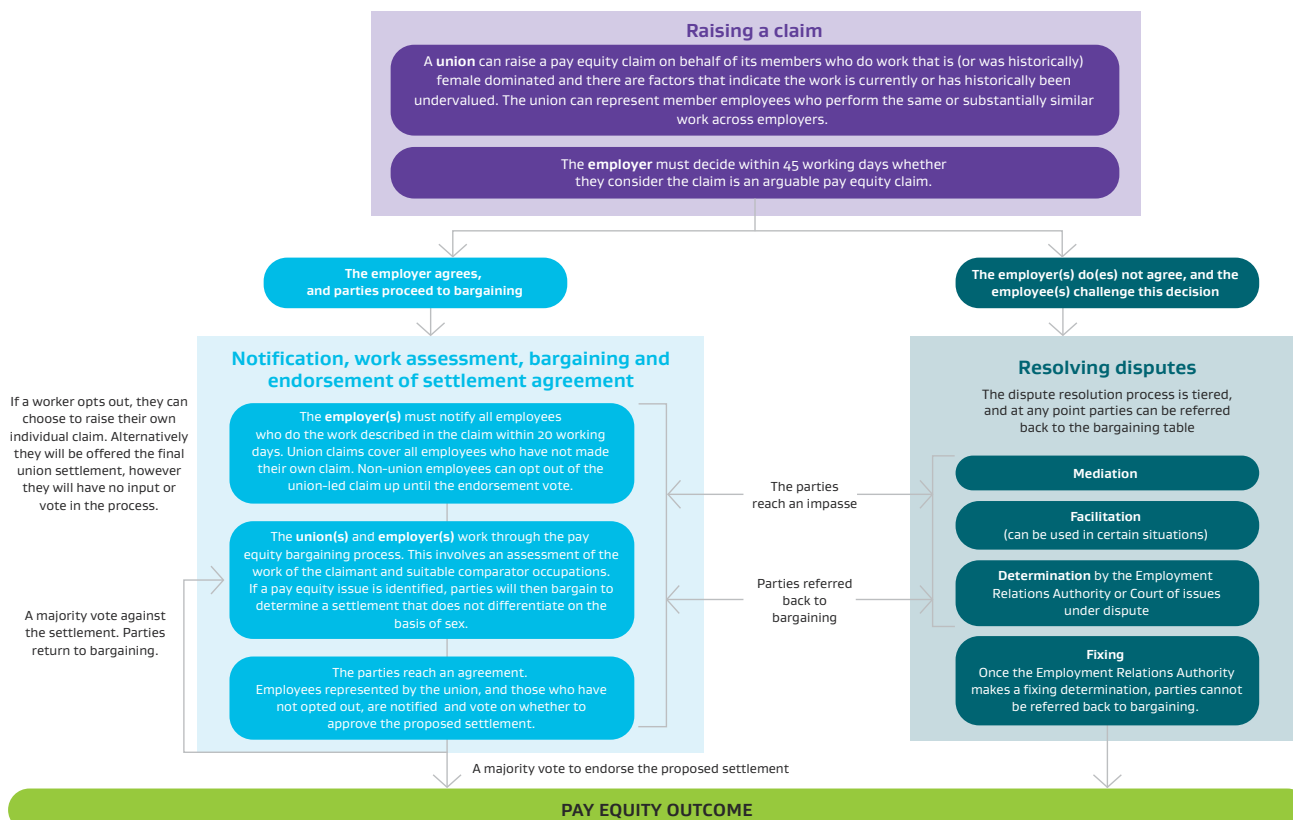 Raising a claim
A union can raise a pay equity claim on behalf of its members who do work that is (or was historically)
female dominated and there are factors that indicate the work is currently or has historically been
undervalued. The union can represent member employees who perform the same or substantially similar
work across employers.
The employer must decide within 45 working days whether
they consider the claim is an arguable pay equity claim.
The employer agrees,
and parties proceed to bargaining
The employer(s) do(es) not agree, and the
employee(s) challenge this decision
If a worker opts out, they can
choose to raise their own
individual claim. Alternatively
they will be offered the final
union settlement, however
they will have no input or
vote in the process.
A majority vote against
the settlement. Parties
return to bargaining.
Notification, work assessment, bargaining and
endorsement of settlement agreement
The employer(s) must notify all employees
who do the work described in the claim within 20 working
days. Union claims cover all employees who have not made
their own claim. Non-union employees can opt out of the
union-led claim up until the endorsement vote.
The union(s) and employer(s) work through the pay
equity bargaining process. This involves an assessment of the
work of the claimant and suitable comparator occupations.
If a pay equity issue is identified, parties will then bargain to
determine a settlement that does not differentiate on the
basis of sex.
The parties reach an agreement.
Employees represented by the union, and those who have
not opted out, are notified and vote on whether to
approve the proposed settlement.
The parties
reach an impasse
Parties referred
back to
bargaining
Resolving disputes
The dispute resolution process is tiered,
and at any point parties can be referred
back to the bargaining table
Mediation
Facilitation
(can be used in certain situations)
Determination by the Employment
Relations Authority or Court of issues
under dispute
Fixing
Once the Employment Relations Authority
makes a fixing determination, parties cannot
be referred back to bargaining.
A majority vote to endorse the proposed settlement
PAY EQUITY OUTCOME